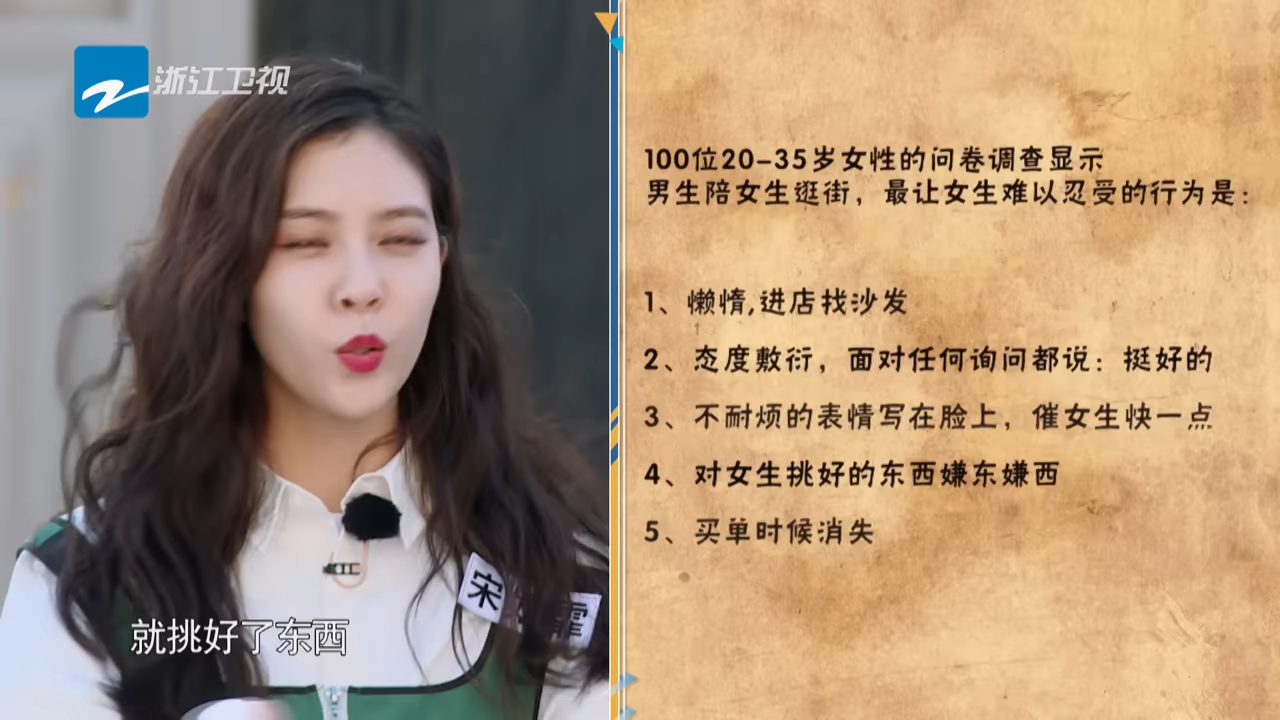 浙江卫视
100位20-35岁女性的问卷调查显示
男生陪女生逛街，最让女生难以忍受的行为是：
1、懒惰,进店找沙发
2、态度敷衍，面对任何询问都说：挺好的
3、不耐烦的表情写在脸上，催女生快一点
4、对女生挑好的东西嫌东嫌西
5、买单时候消失
宋
霏
就挑好了东西